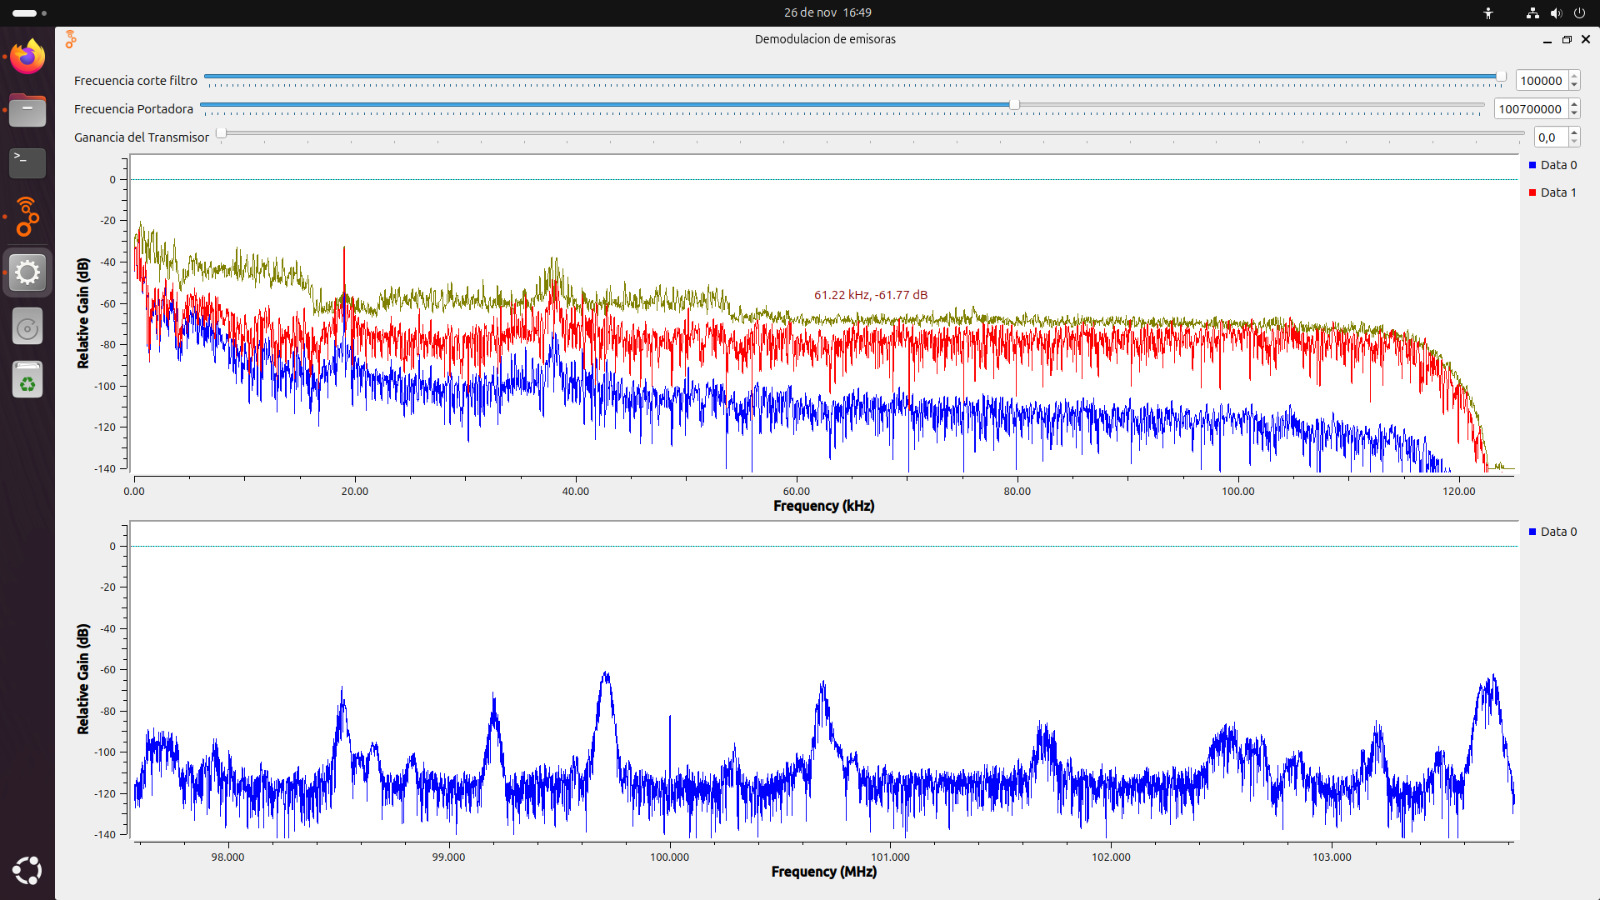 26 de nov 16:49
Demodulacion de emisoras
Frecuencia corte filtro
100000
Frecuencia Portadora
100700000
Ganancia del Transmisor
0,0
Data 0
Data 1
Relative Gain (dB)
0
-20
-40
-60
-80
-100
-120
-140
61.22 kHz, -61.77 dB
0.00 20.00 40.00 60.00 80.00 100.00 120.00
Frequency (kHz)
Data 0
Relative Gain (dB)
0
-20
-40
-60
-80
-100
-120
-140
98.000 99.000 100.000 101.000 102.000 103.000
Frequency (MHz)